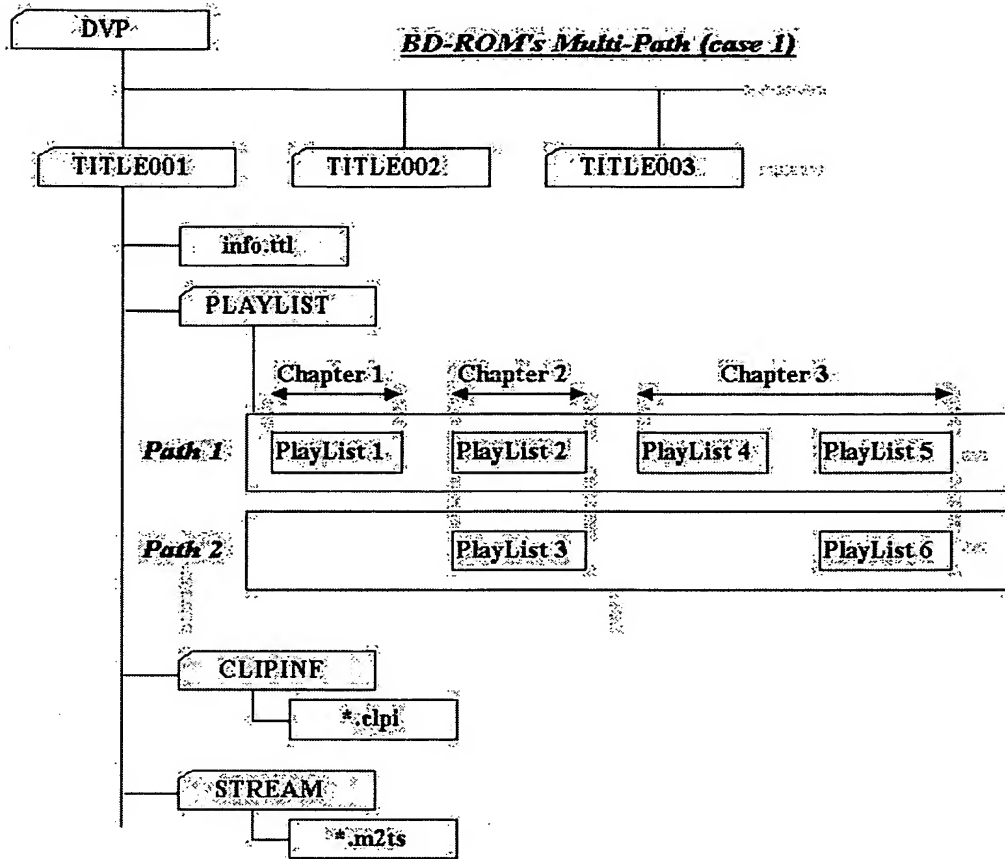 DVP
BD-ROM's Multi-Path (case 1)
TITLE001 TITLE002 TITLE003
info.ttl
PLAYLIST
Chapter 1 Chapter 2 Chapter 3
Path 1 PlayList 1 PlayList 2 PlayList 4 PlayList 5
Path 2 PlayList 3 PlayList 6
CLIPINF
*.clpi
STREAM
*.m2ts